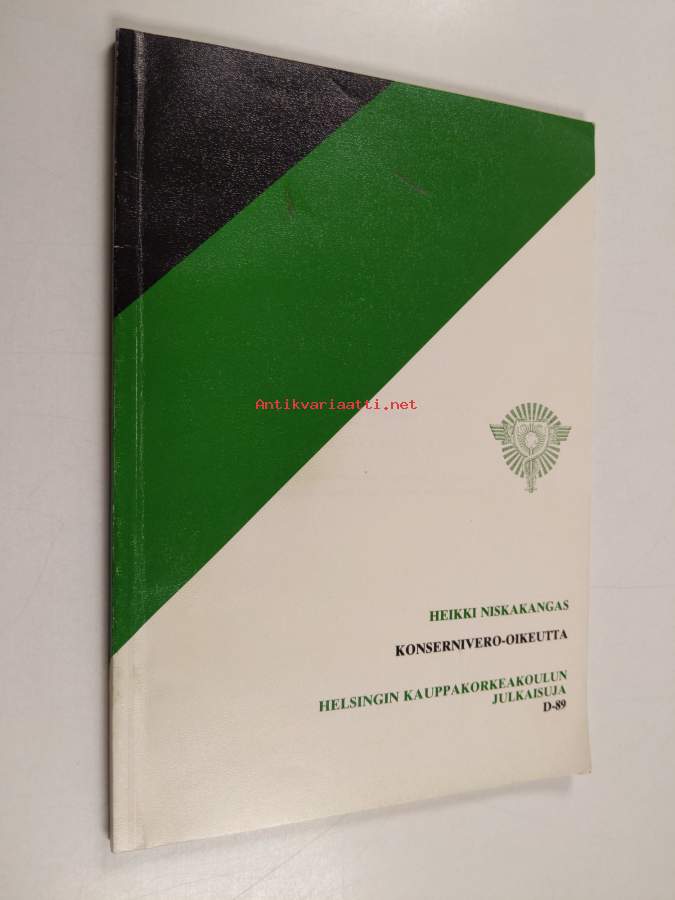 Antikvariaatti.net
HEIKKI NISKAKANGAS
KONSERNIVERO-OIKEUTTA
HELSINGIN KAUPPAKORKEAKOULUN
JULKAISUJA
D-89